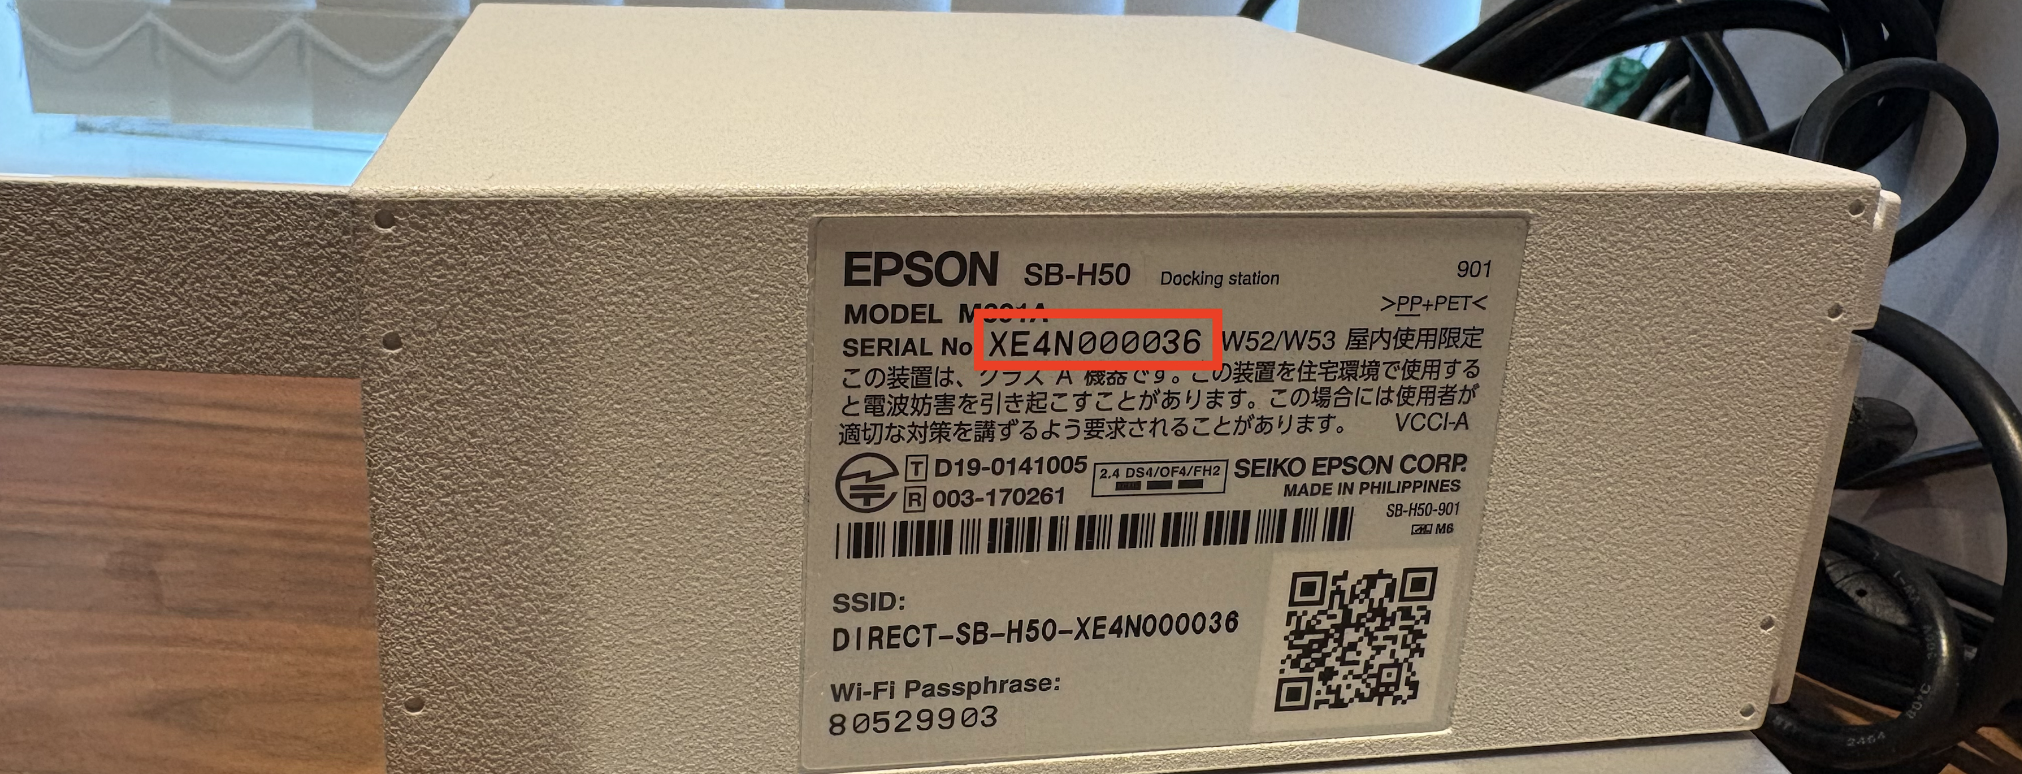 EPSON SB-H50 Docking station 901
MODEL M691A >PP+PET<
SERIAL No XE4N000036 W52/W53 屋内使用限定
この装置は、クラス A 機器です。この装置を住宅環境で使用する
と電波妨害を引き起こすことがあります。この場合には使用者が
適切な対策を講ずるよう要求されることがあります。 VCCI-A
T D19-0141005 2.4 DS4/OF4/FH2 SEIKO EPSON CORP.
R 003-170261 MADE IN PHILIPPINES
SB-H50-901
M6
SSID:
DIRECT-SB-H50-XE4N000036
Wi-Fi Passphrase:
80529903